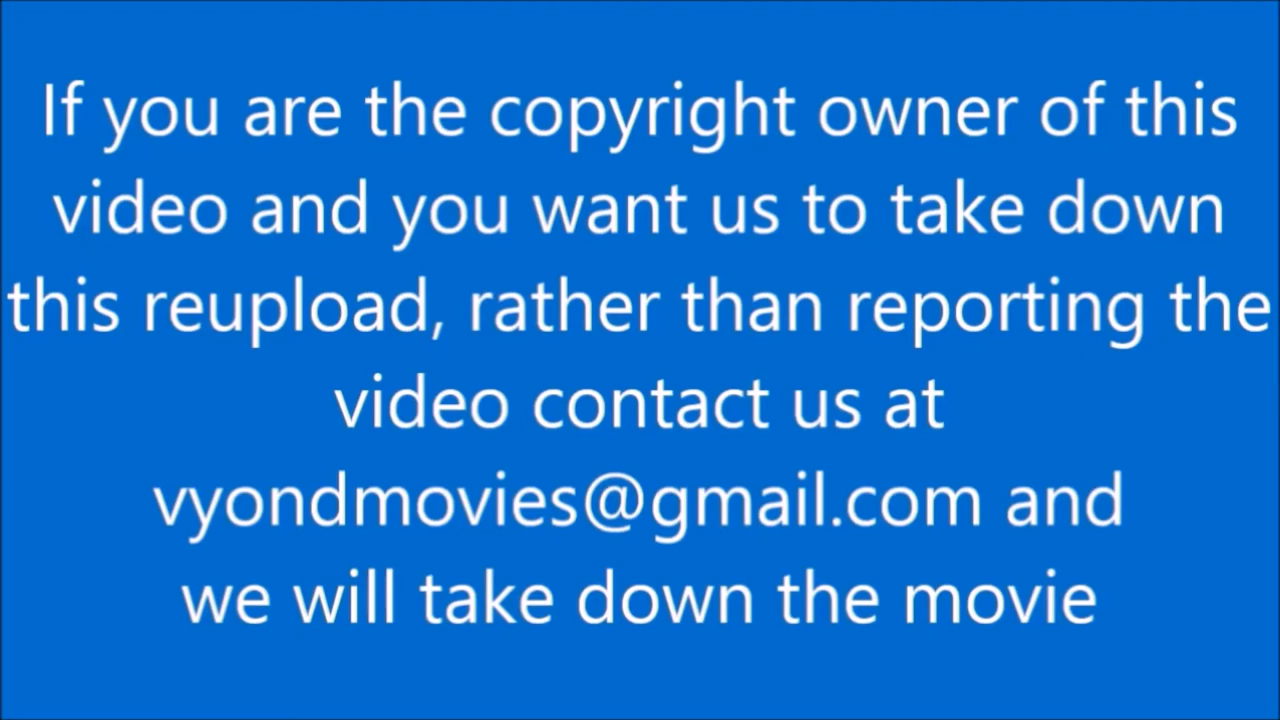 If you are the copyright owner of this
video and you want us to take down
this reupload, rather than reporting the
video contact us at
vyondmovies@gmail.com and
we will take down the movie